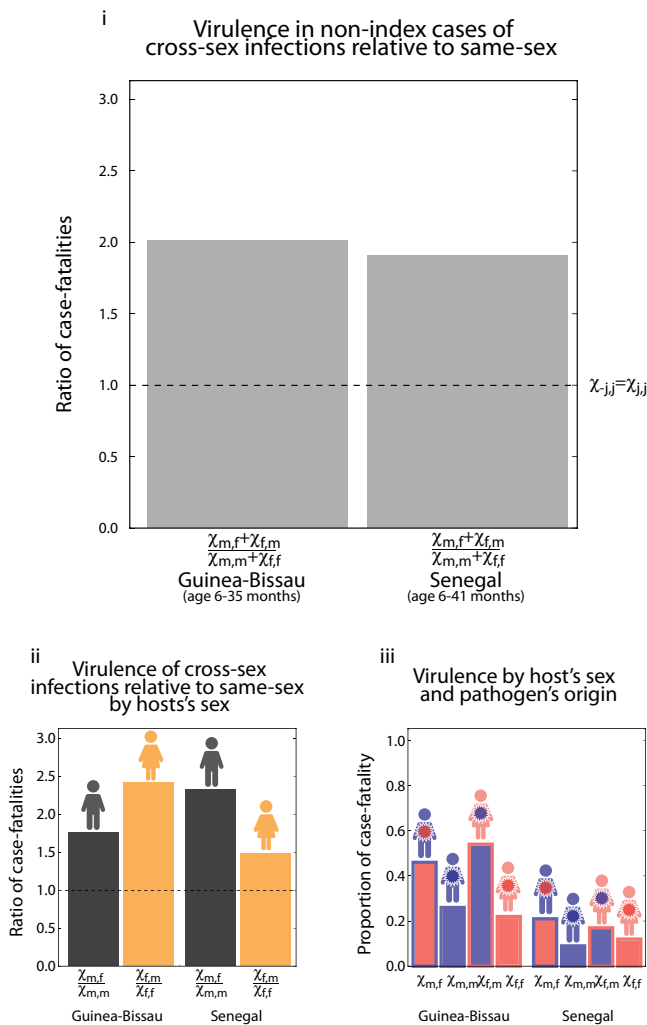 i
Virulence in non-index cases of
cross-sex infections relative to same-sex
Ratio of case-fatalities
3.0
2.5
2.0
1.5
1.0
0.5
0.0
χ-j,j=χj,j
χm,f+χf,m
χm,m+χf,f
Guinea-Bissau
(age 6-35 months)
χm,f+χf,m
χm,m+χf,f
Senegal
(age 6-41 months)
ii
Virulence of cross-sex
infections relative to same-sex
by hosts's sex
Ratio of case-fatalities
3.0
2.5
2.0
1.5
1.0
0.5
0.0
χm,f
χm,m
χf,m
χf,f
χm,f
χm,m
χf,m
χf,f
Guinea-Bissau Senegal
iii
Virulence by host's sex
and pathogen's origin
Proportion of case-fatality
1.0
0.8
0.6
0.4
0.2
0.0
χm,f χm,m χf,m χf,f χm,f χm,m χf,m χf,f
Guinea-Bissau Senegal